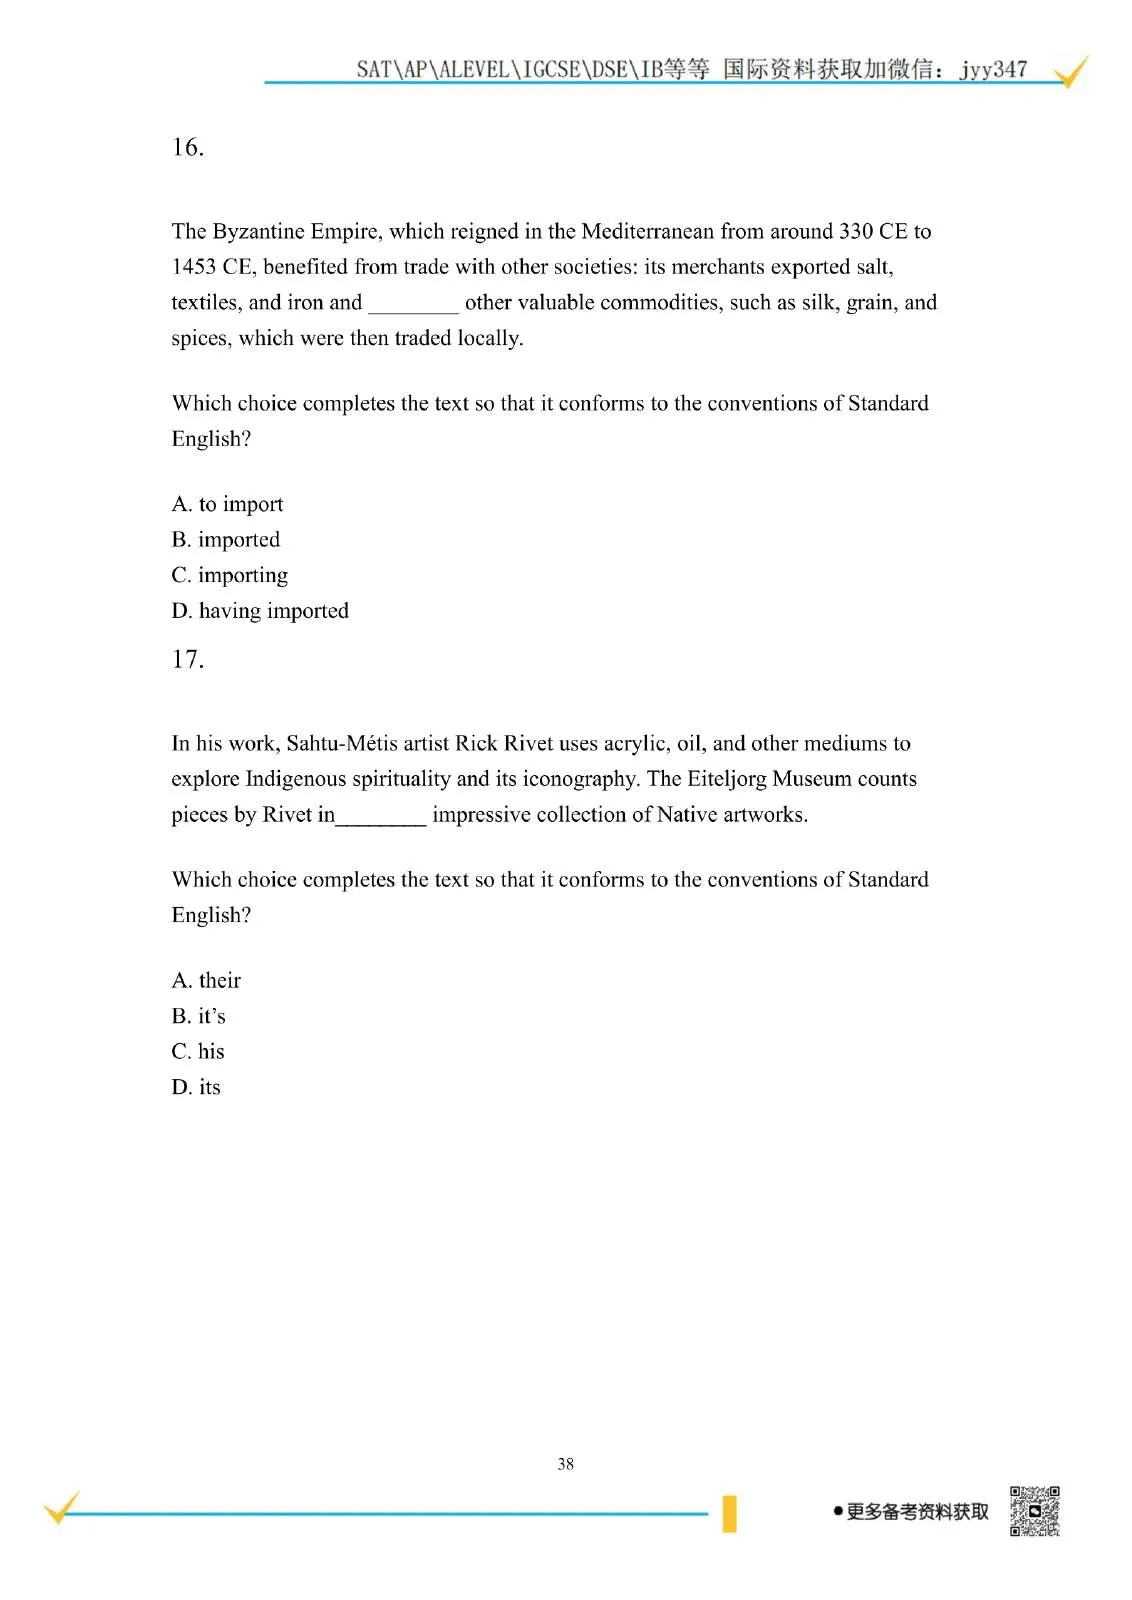 SAT\AP\ALEVEL\IGCSE\DSE\IB等等 国际资料获取加微信：jyy347
16.
The Byzantine Empire, which reigned in the Mediterranean from around 330 CE to
1453 CE, benefited from trade with other societies: its merchants exported salt,
textiles, and iron and ________ other valuable commodities, such as silk, grain, and
spices, which were then traded locally.
Which choice completes the text so that it conforms to the conventions of Standard
English?
A. to import
B. imported
C. importing
D. having imported
17.
In his work, Sahtu-Métis artist Rick Rivet uses acrylic, oil, and other mediums to
explore Indigenous spirituality and its iconography. The Eiteljorg Museum counts
pieces by Rivet in________ impressive collection of Native artworks.
Which choice completes the text so that it conforms to the conventions of Standard
English?
A. their
B. it’s
C. his
D. its
38
●更多备考资料获取